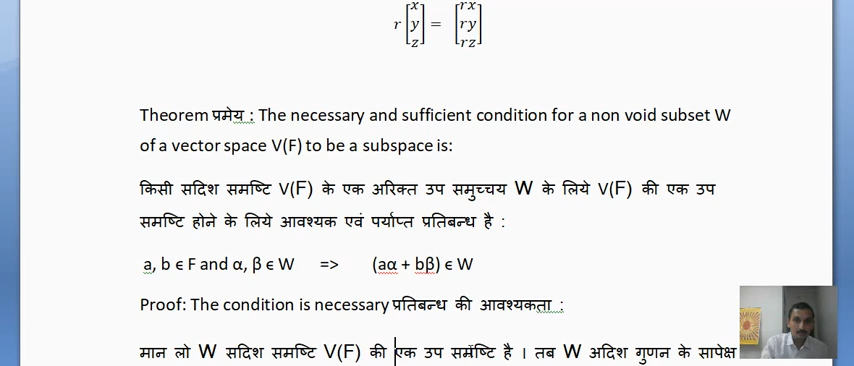 r [x y z] = [rx ry rz]
Theorem प्रमेय : The necessary and sufficient condition for a non void subset W
of a vector space V(F) to be a subspace is:
किसी सदिश समष्टि V(F) के एक अरिक्त उप समुच्चय W के लिये V(F) की एक उप
समष्टि होने के लिये आवश्यक एवं पर्याप्त प्रतिबन्ध है :
a, b ϵ F and α, β ϵ W => (aα + bβ) ϵ W
Proof: The condition is necessary प्रतिबन्ध की आवश्यकता :
मान लो W सदिश समष्टि V(F) की एक उप समष्टि है । तब W अदिश गुणन के सापेक्ष